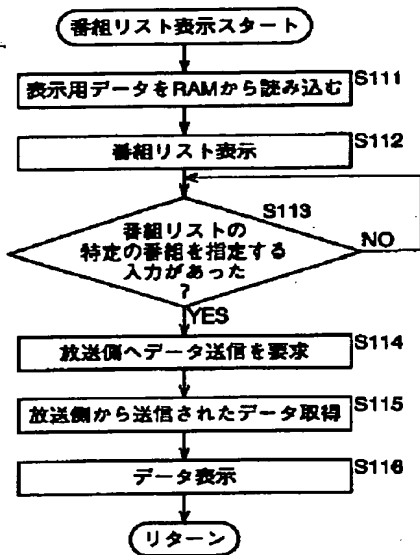 番組リスト表示スタート
S111
表示用データをRAMから読み込む
S112
番組リスト表示
S113
番組リストの
特定の番組を指定する
入力があった
?
NO
YES
S114
放送側へデータ送信を要求
S115
放送側から送信されたデータ取得
S116
データ表示
リターン